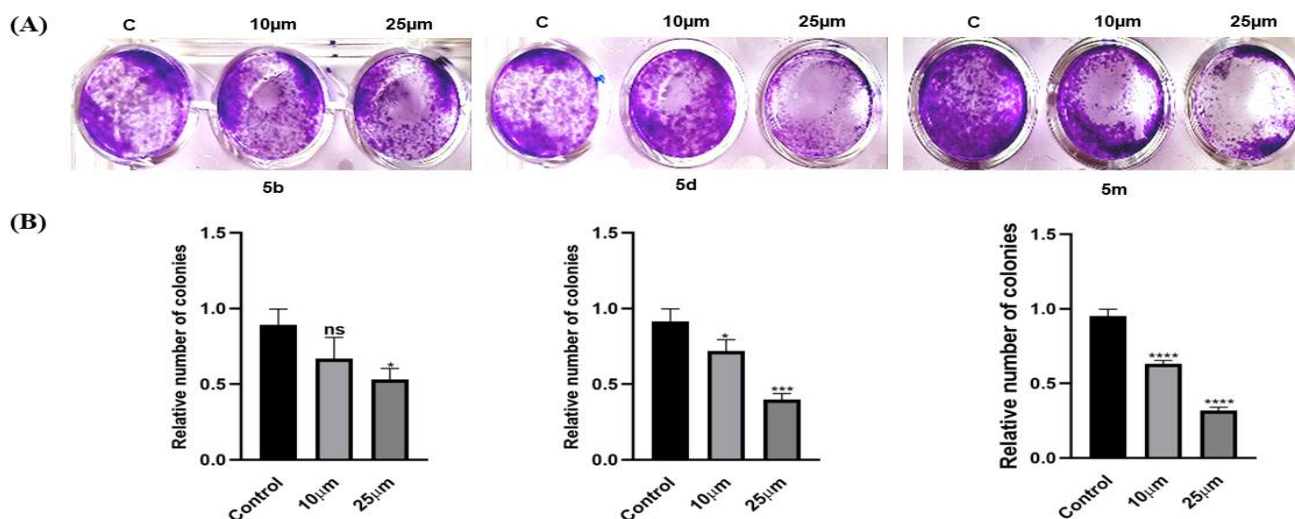 (A)
C 10μm 25μm
C 10μm 25μm
C 10μm 25μm
5b
5d
5m
(B)
Relative number of colonies
1.5
1.0
0.5
0.0
ns
*
Control
10μm
25μm
Relative number of colonies
1.5
1.0
0.5
0.0
*
***
Control
10μm
25μm
Relative number of colonies
1.5
1.0
0.5
0.0
****
****
Control
10μm
25μm